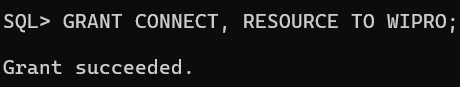 SQL> GRANT CONNECT, RESOURCE TO WIPRO;
Grant succeeded.